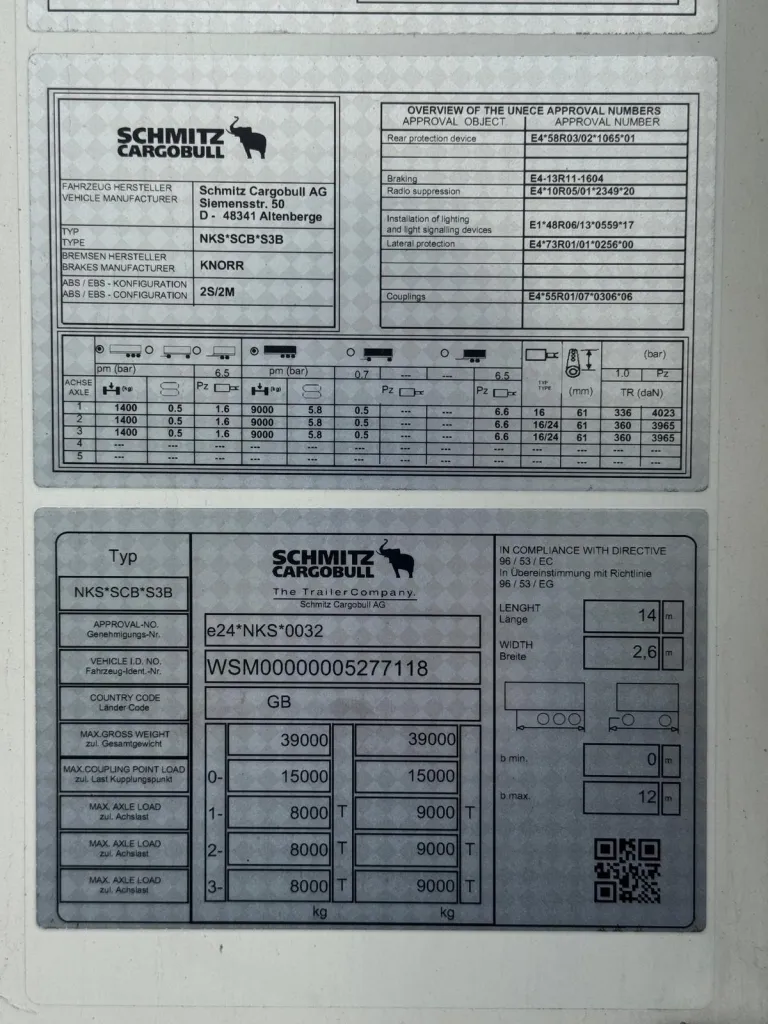 SCHMITZ
CARGOBULL
FAHRZEUG HERSTELLER
VEHICLE MANUFACTURER
Schmitz Cargobull AG
Siemensstr. 50
D - 48341 Altenberge
TYP
TYPE
NKS*SCB*S3B
BREMSEN HERSTELLER
BRAKES MANUFACTURER
KNORR
ABS / EBS - KONFIGURATION
ABS / EBS - CONFIGURATION
2S/2M
OVERVIEW OF THE UNECE APPROVAL NUMBERS
APPROVAL OBJECT APPROVAL NUMBER
Rear protection device E4*58R03/02*1065*01
Braking E4-13R11-1604
Radio suppression E4*10R05/01*2349*20
Installation of lighting
and light signalling devices E1*48R06/13*0559*17
Lateral protection E4*73R01/01*0256*00
Couplings E4*55R01/07*0306*06
pm (bar) 6.5 pm (bar) 0.7 --- --- 6.5 (bar)
1.0 Pz
ACHSE
AXLE
(kg) Pz (kg) Pz Pz TYP
TYPE (mm) TR (daN)
1 1400 0.5 1.6 9000 5.8 0.5 --- --- 6.6 16 61 336 4023
2 1400 0.5 1.6 9000 5.8 0.5 --- --- 6.6 16/24 61 360 3965
3 1400 0.5 1.6 9000 5.8 0.5 --- --- 6.6 16/24 61 360 3965
4 --- --- --- --- --- --- --- --- --- --- --- --- ---
5 --- --- --- --- --- --- --- --- --- --- --- --- ---
Typ
NKS*SCB*S3B
SCHMITZ
CARGOBULL
The Trailer Company.
Schmitz Cargobull AG
APPROVAL-NO.
Genehmigungs-Nr.
e24*NKS*0032
VEHICLE I.D. NO.
Fahrzeug-Ident.-Nr.
WSM00000005277118
COUNTRY CODE
Länder Code
GB
MAX.GROSS WEIGHT
zul. Gesamtgewicht
39000 39000
MAX.COUPLING POINT LOAD
zul. Last Kupplungspunkt
0- 15000 15000
MAX. AXLE LOAD
zul. Achslast
1- 8000 T 9000 T
MAX. AXLE LOAD
zul. Achslast
2- 8000 T 9000 T
MAX. AXLE LOAD
zul. Achslast
3- 8000 T 9000 T
kg kg
IN COMPLIANCE WITH DIRECTIVE
96 / 53 / EC
In Übereinstimmung mit Richtlinie
96 / 53 / EG
LENGHT
Länge
14 m
WIDTH
Breite
2,6 m
b min. 0 m
b max. 12 m